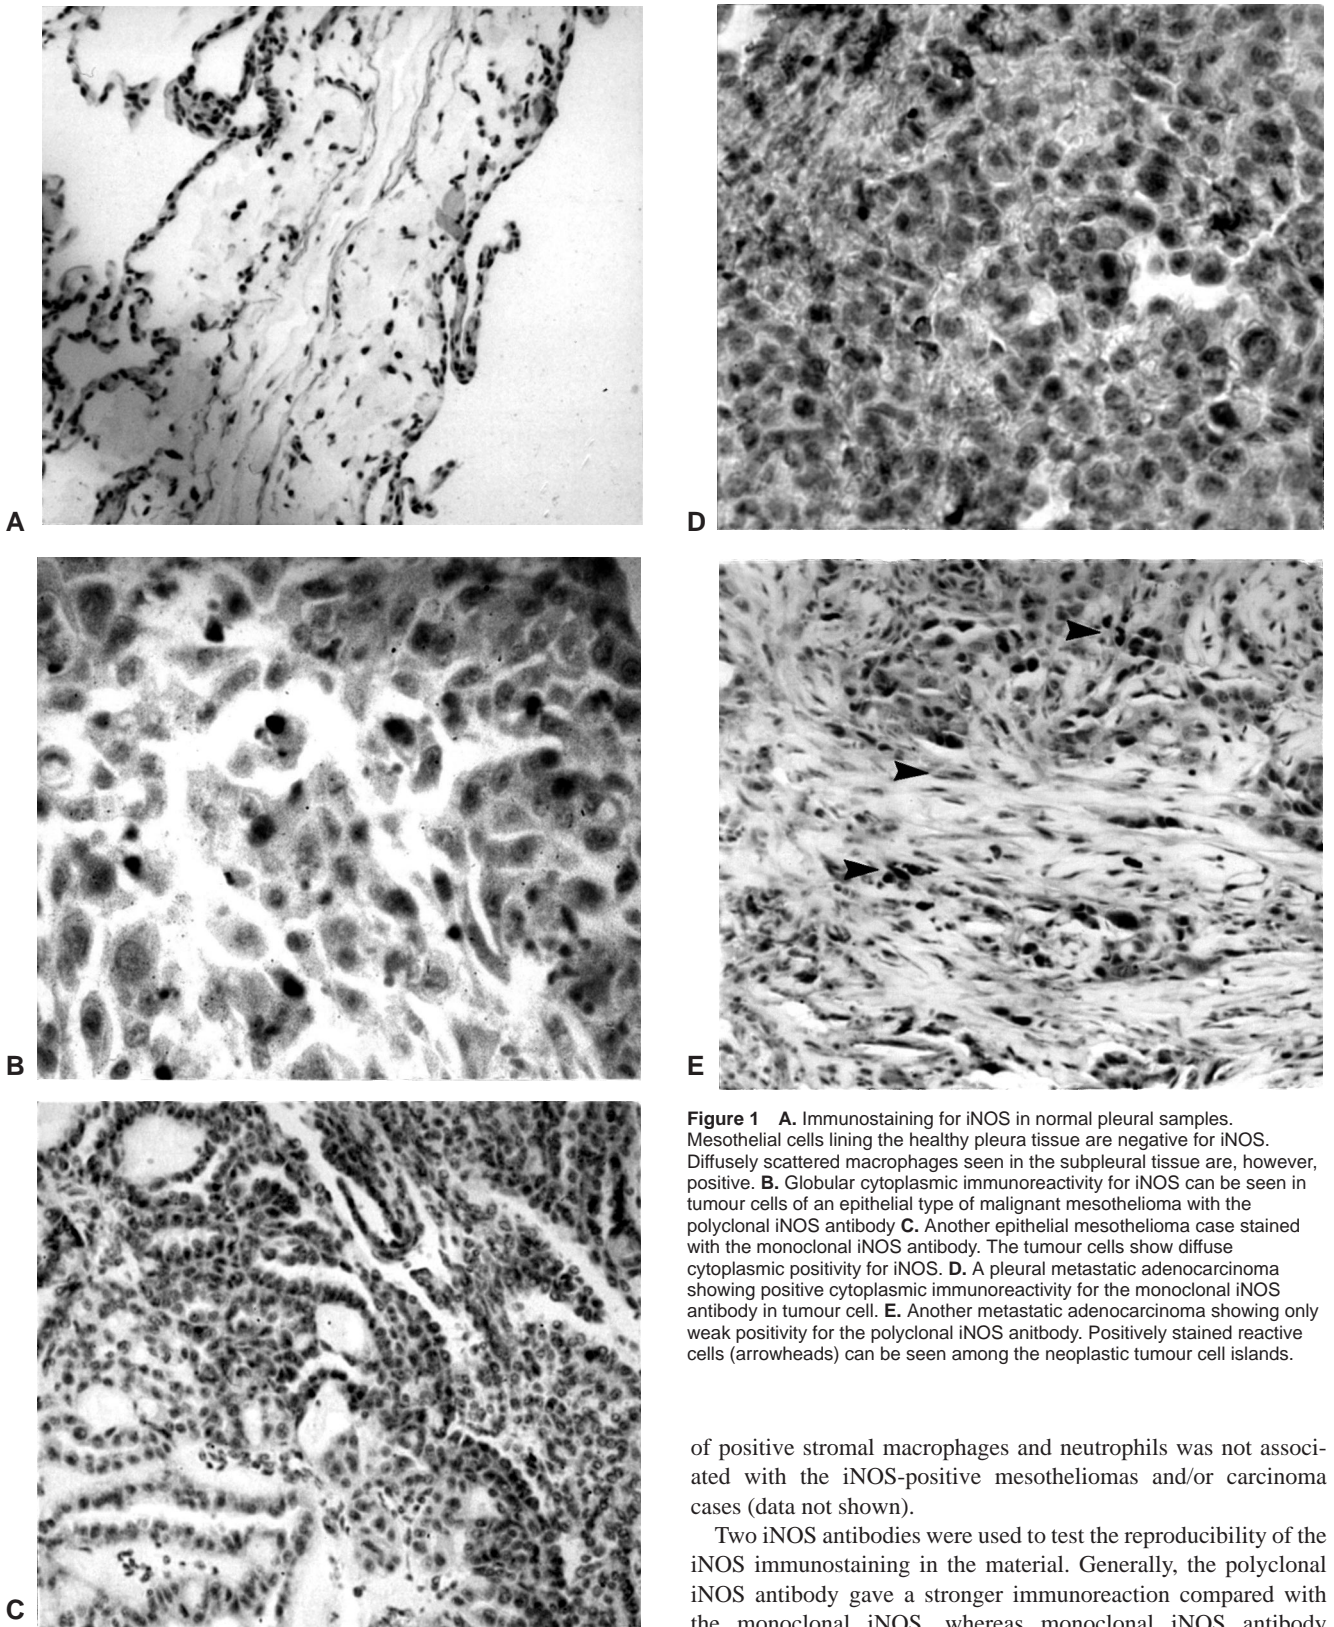 A
B
C
D
E
Figure 1 A. Immunostaining for iNOS in normal pleural samples.
Mesothelial cells lining the healthy pleura tissue are negative for iNOS.
Diffusely scattered macrophages seen in the subpleural tissue are, however,
positive. B. Globular cytoplasmic immunoreactivity for iNOS can be seen in
tumour cells of an epithelial type of malignant mesothelioma with the
polyclonal iNOS antibody C. Another epithelial mesothelioma case stained
with the monoclonal iNOS antibody. The tumour cells show diffuse
cytoplasmic positivity for iNOS. D. A pleural metastatic adenocarcinoma
showing positive cytoplasmic immunoreactivity for the monoclonal iNOS
antibody in tumour cell. E. Another metastatic adenocarcinoma showing only
weak positivity for the polyclonal iNOS anitbody. Positively stained reactive
cells (arrowheads) can be seen among the neoplastic tumour cell islands.
of positive stromal macrophages and neutrophils was not associ-
ated with the iNOS-positive mesotheliomas and/or carcinoma
cases (data not shown).
Two iNOS antibodies were used to test the reproducibility of the
iNOS immunostaining in the material. Generally, the polyclonal
iNOS antibody gave a stronger immunoreaction compared with
the monoclonal iNOS, whereas monoclonal iNOS antibody